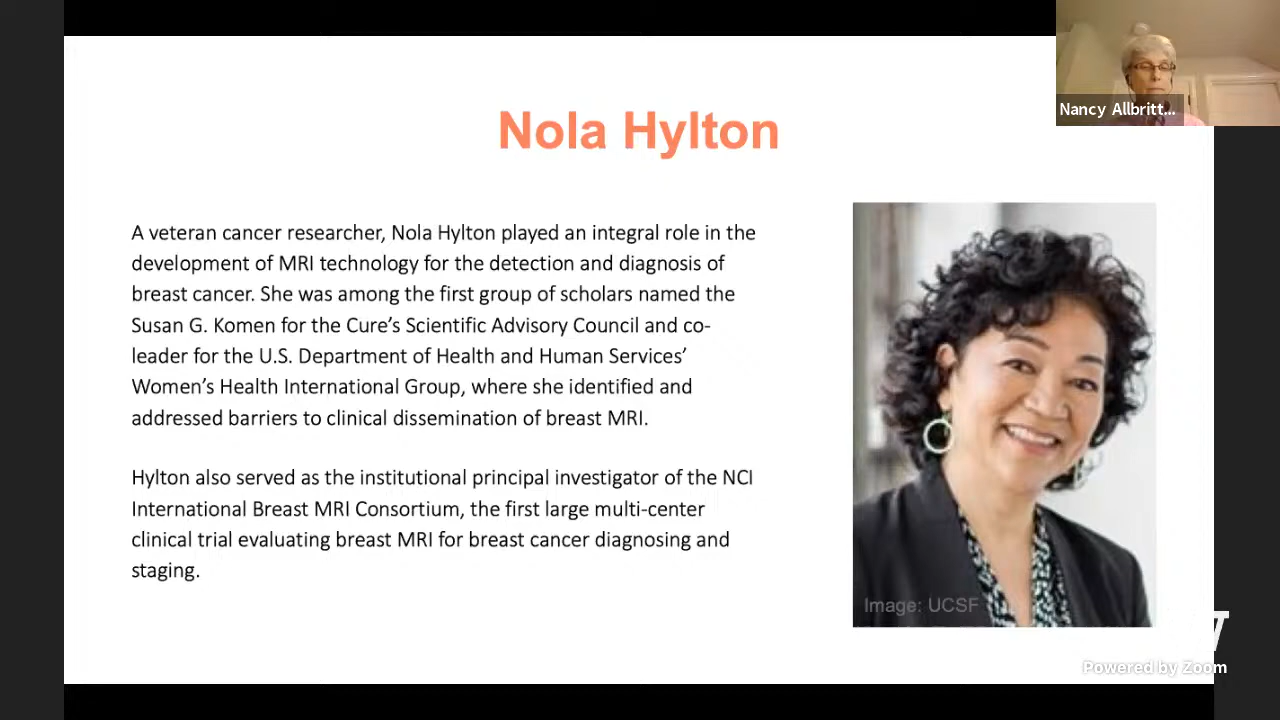 Nancy Allbritt...
Nola Hylton
A veteran cancer researcher, Nola Hylton played an integral role in the
development of MRI technology for the detection and diagnosis of
breast cancer. She was among the first group of scholars named the
Susan G. Komen for the Cure’s Scientific Advisory Council and co-
leader for the U.S. Department of Health and Human Services’
Women’s Health International Group, where she identified and
addressed barriers to clinical dissemination of breast MRI.
Hylton also served as the institutional principal investigator of the NCI
International Breast MRI Consortium, the first large multi-center
clinical trial evaluating breast MRI for breast cancer diagnosing and
staging.
Image: UCSF
Powered by Zoom